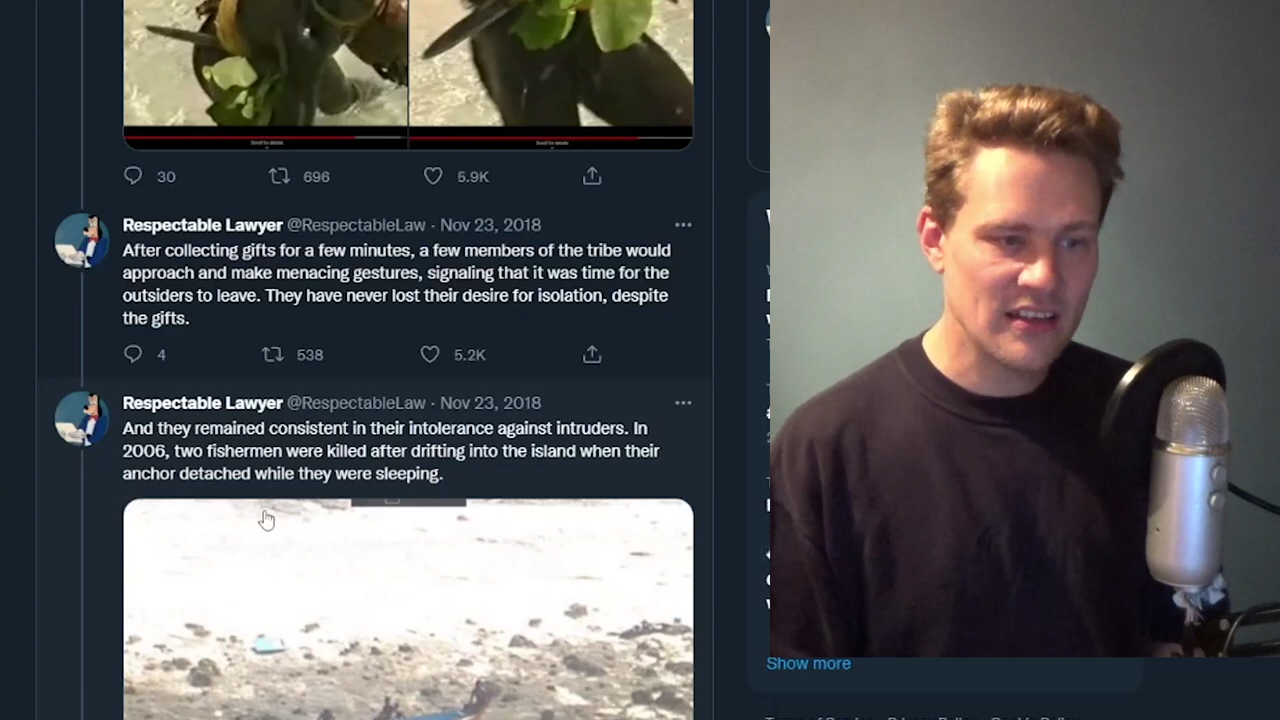 30 696 5.9K
Respectable Lawyer @RespectableLaw · Nov 23, 2018
After collecting gifts for a few minutes, a few members of the tribe would
approach and make menacing gestures, signaling that it was time for the
outsiders to leave. They have never lost their desire for isolation, despite
the gifts.
4 538 5.2K
Respectable Lawyer @RespectableLaw · Nov 23, 2018
And they remained consistent in their intolerance against intruders. In
2006, two fishermen were killed after drifting into the island when their
anchor detached while they were sleeping.
Show more